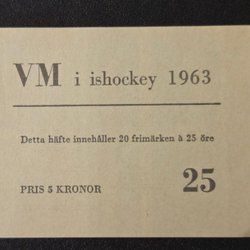 VM i ishockey 1963
Detta häfte innehåller 20 frimärken à 25 öre
PRIS 5 KRONOR 25